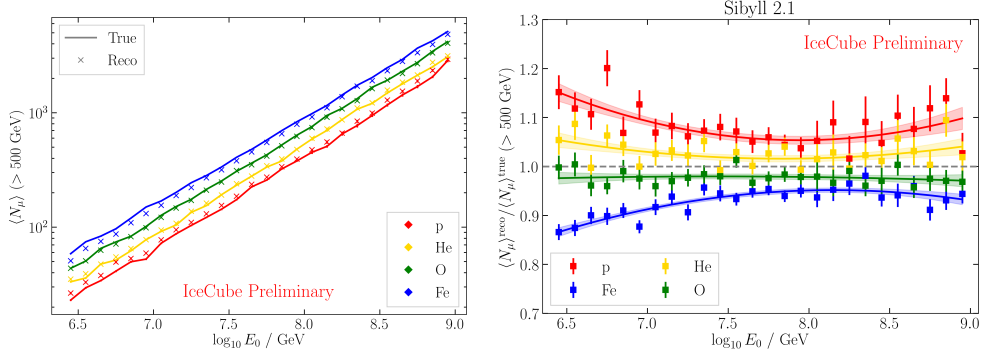 Sibyll 2.1
⟨N_μ⟩ (> 500 GeV)
10³
10²
True
Reco
p
He
O
Fe
IceCube Preliminary
6.5 7.0 7.5 8.0 8.5 9.0
log₁₀ E₀ / GeV
⟨N_μ⟩^reco/⟨N_μ⟩^true (> 500 GeV)
1.3
1.2
1.1
1.0
0.9
0.8
0.7
IceCube Preliminary
p He
Fe O
6.5 7.0 7.5 8.0 8.5 9.0
log₁₀ E₀ / GeV